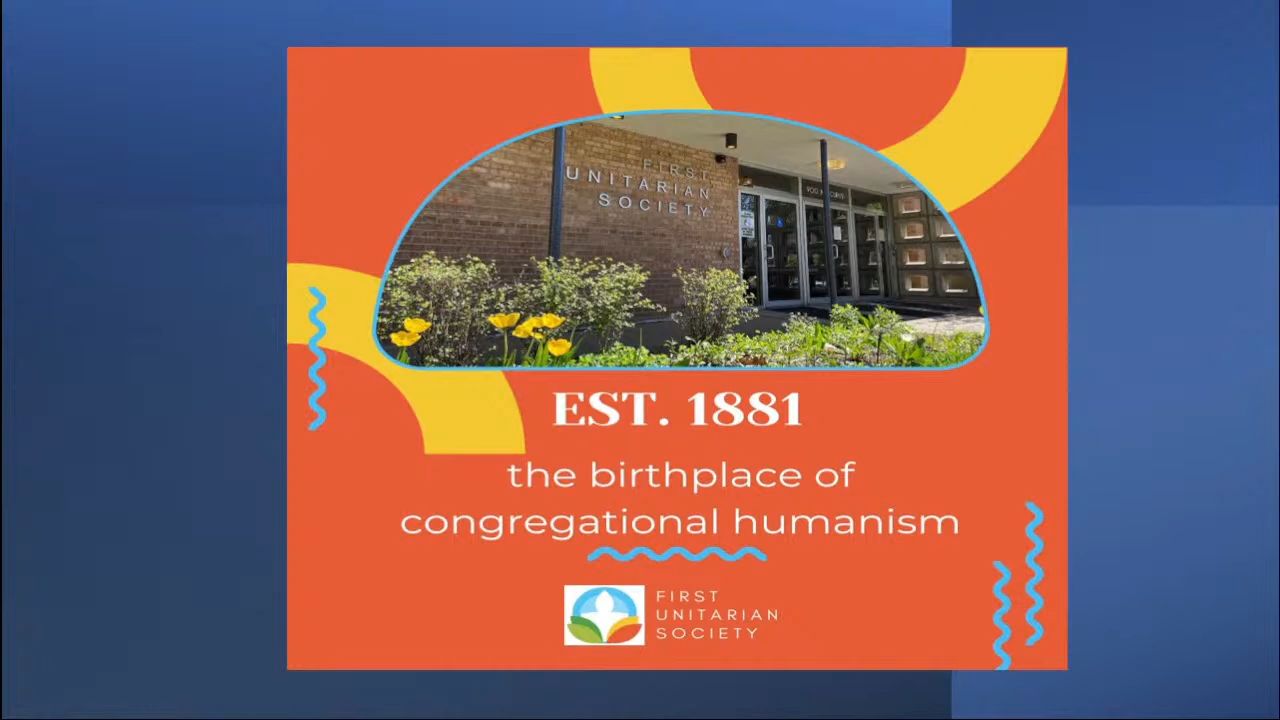 FIRST
UNITARIAN
SOCIETY
EST. 1881
the birthplace of
congregational humanism
FIRST
UNITARIAN
SOCIETY